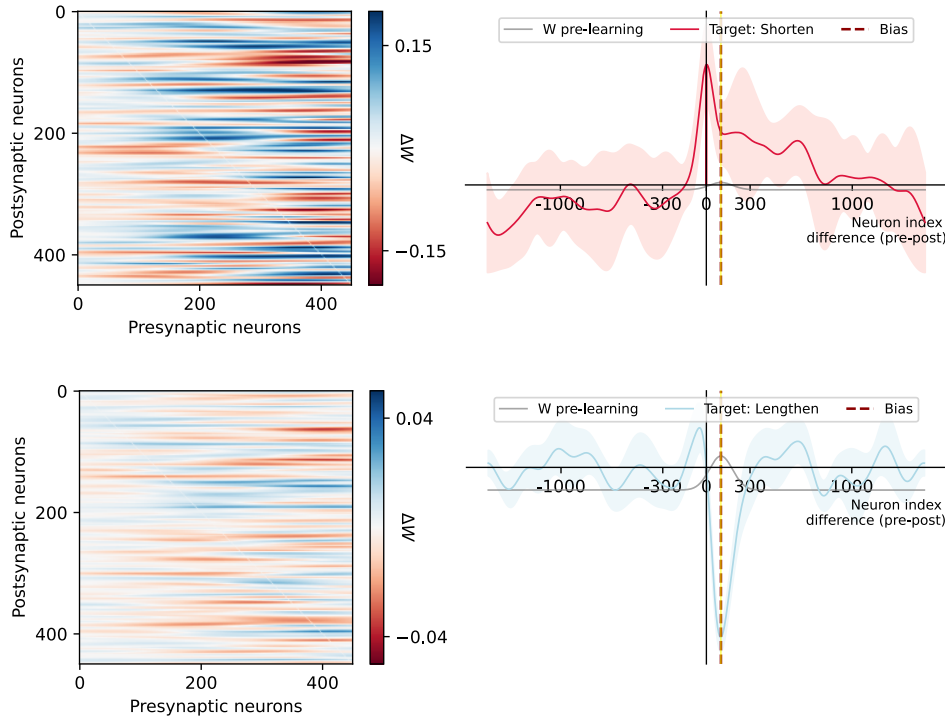 0
200
400
Postsynaptic neurons
0 200 400
Presynaptic neurons
0.15
−0.15
ΔW
W pre-learning Target: Shorten Bias
-1000 -300 0 300 1000
Neuron index
difference (pre-post)
0
200
400
Postsynaptic neurons
0 200 400
Presynaptic neurons
0.04
−0.04
ΔW
W pre-learning Target: Lengthen Bias
-1000 -300 0 300 1000
Neuron index
difference (pre-post)